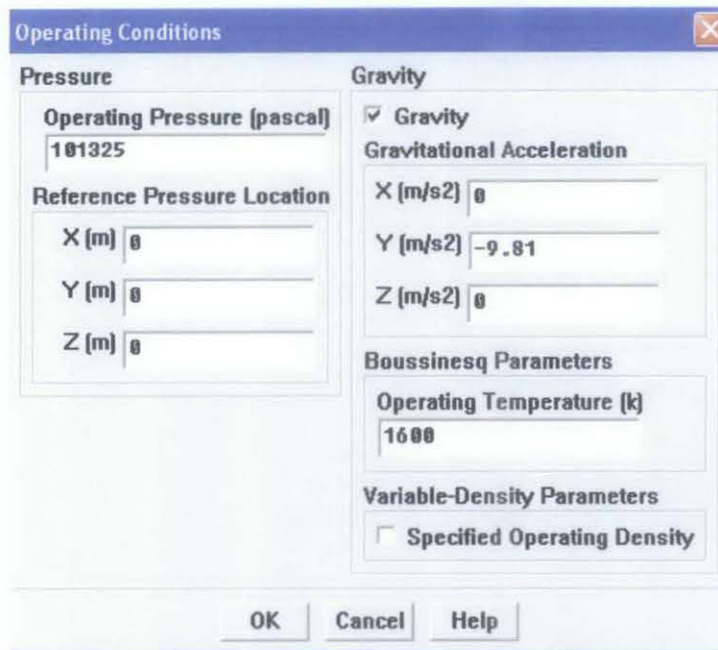 Operating Conditions
Pressure
Operating Pressure (pascal)
101325
Reference Pressure Location
X (m) 0
Y (m) 0
Z (m) 0
Gravity
Gravity
Gravitational Acceleration
X (m/s2) 0
Y (m/s2) -9.81
Z (m/s2) 0
Boussinesq Parameters
Operating Temperature (k)
1600
Variable-Density Parameters
Specified Operating Density
OK Cancel Help